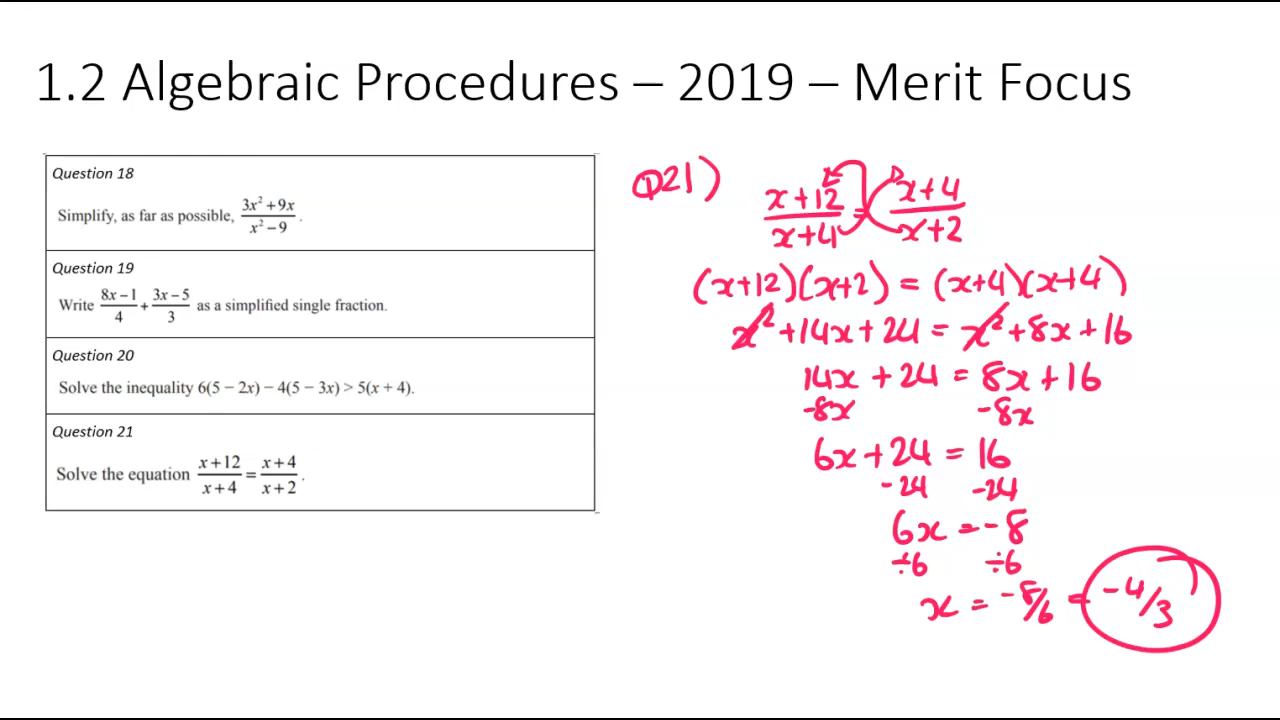 1.2 Algebraic Procedures – 2019 – Merit Focus
Question 18
Simplify, as far as possible, (3x² + 9x)/(x² − 9) .
Question 19
Write (8x − 1)/4 + (3x − 5)/3 as a simplified single fraction.
Question 20
Solve the inequality 6(5 − 2x) − 4(5 − 3x) > 5(x + 4).
Question 21
Solve the equation (x + 12)/(x + 4) = (x + 4)/(x + 2) .
Q21)
(x+12)/(x+4) = (x+4)/(x+2)
(x+12)(x+2) = (x+4)(x+4)
x² + 14x + 24 = x² + 8x + 16
14x + 24 = 8x + 16
-8x -8x
6x + 24 = 16
-24 -24
6x = -8
÷6 ÷6
x = -8/6 = -4/3